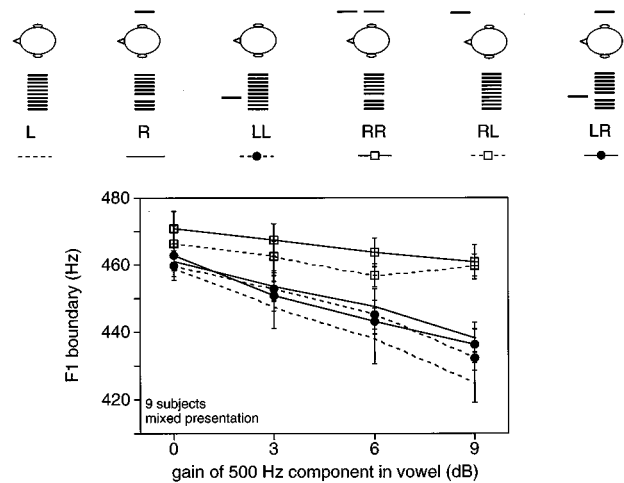 L R LL RR RL LR
480
460
440
420
F1 boundary (Hz)
9 subjects
mixed presentation
0 3 6 9
gain of 500 Hz component in vowel (dB)